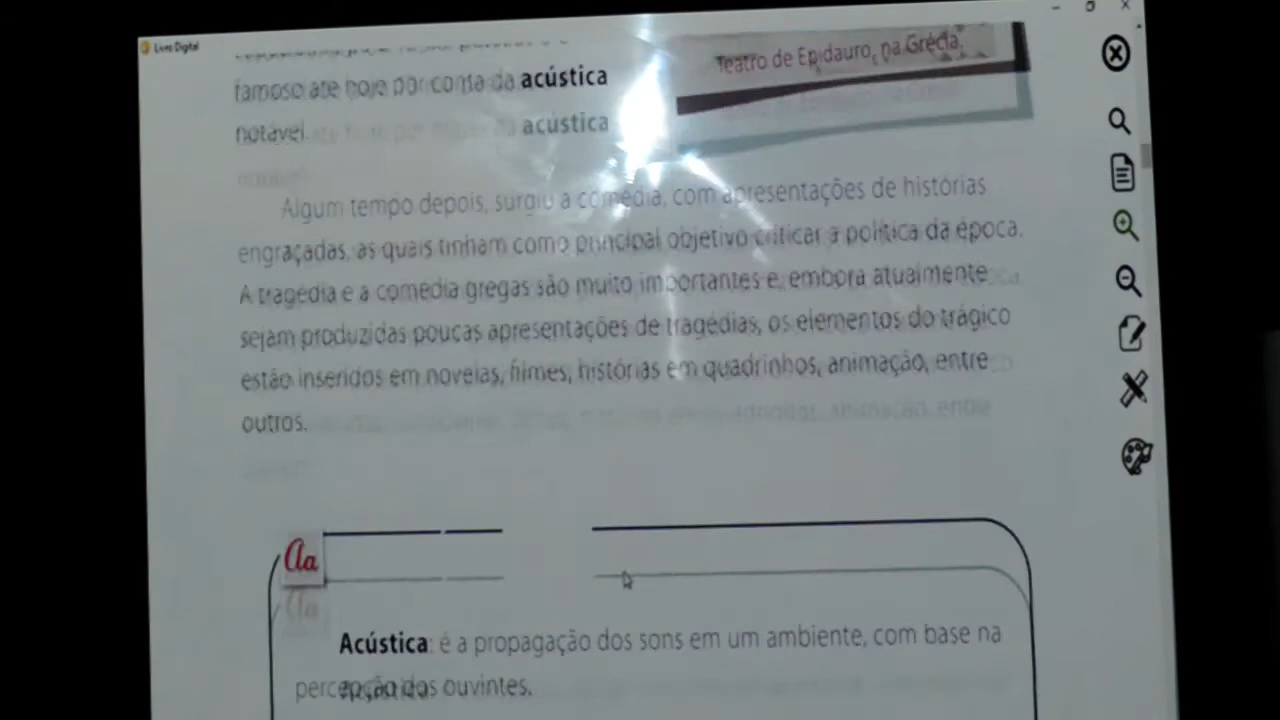 Livro Digital
Teatro de Epidauro, na Grécia.
famoso até hoje por conta da acústica
notável.
Algum tempo depois, surgiu a comédia, com apresentações de histórias
engraçadas, as quais tinham como principal objetivo criticar a política da época.
A tragédia e a comédia gregas são muito importantes e, embora atualmente
sejam produzidas poucas apresentações de tragédias, os elementos do trágico
estão inseridos em novelas, filmes, histórias em quadrinhos, animação, entre
outros.
Aa
Acústica: é a propagação dos sons em um ambiente, com base na
percepção dos ouvintes.